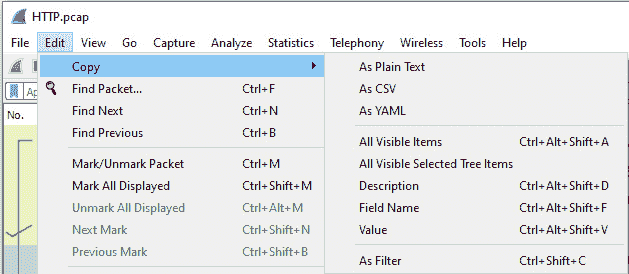 HTTP.pcap
File Edit View Go Capture Analyze Statistics Telephony Wireless Tools Help
Copy
Find Packet... Ctrl+F
Find Next Ctrl+N
Find Previous Ctrl+B
Mark/Unmark Packet Ctrl+M
Mark All Displayed Ctrl+Shift+M
Unmark All Displayed Ctrl+Alt+M
Next Mark Ctrl+Shift+N
Previous Mark Ctrl+Shift+B
As Plain Text
As CSV
As YAML
All Visible Items Ctrl+Alt+Shift+A
All Visible Selected Tree Items
Description Ctrl+Alt+Shift+D
Field Name Ctrl+Alt+Shift+F
Value Ctrl+Alt+Shift+V
As Filter Ctrl+Shift+C
Ap
No.